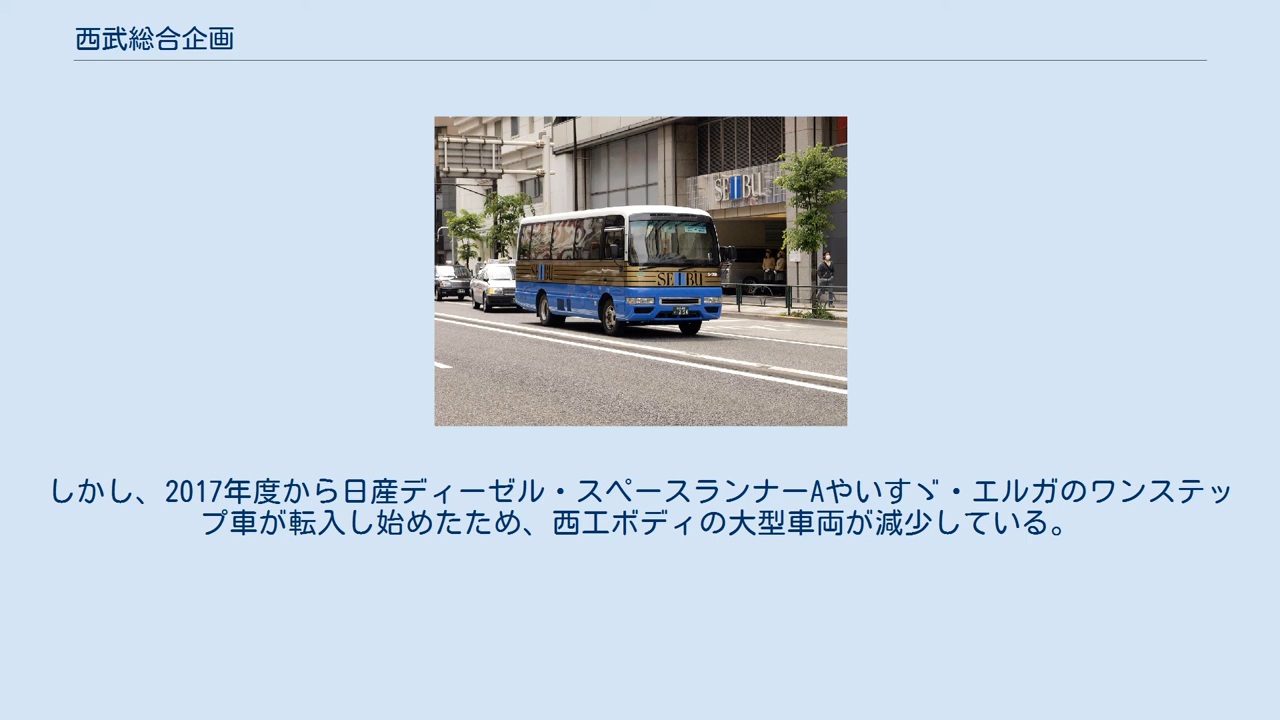 西武総合企画
SEIBU
SEIBU
SEIBU
しかし、2017年度から日産ディーゼル・スペースランナーAやいすゞ・エルガのワンステッ
プ車が転入し始めたため、西工ボディの大型車両が減少している。